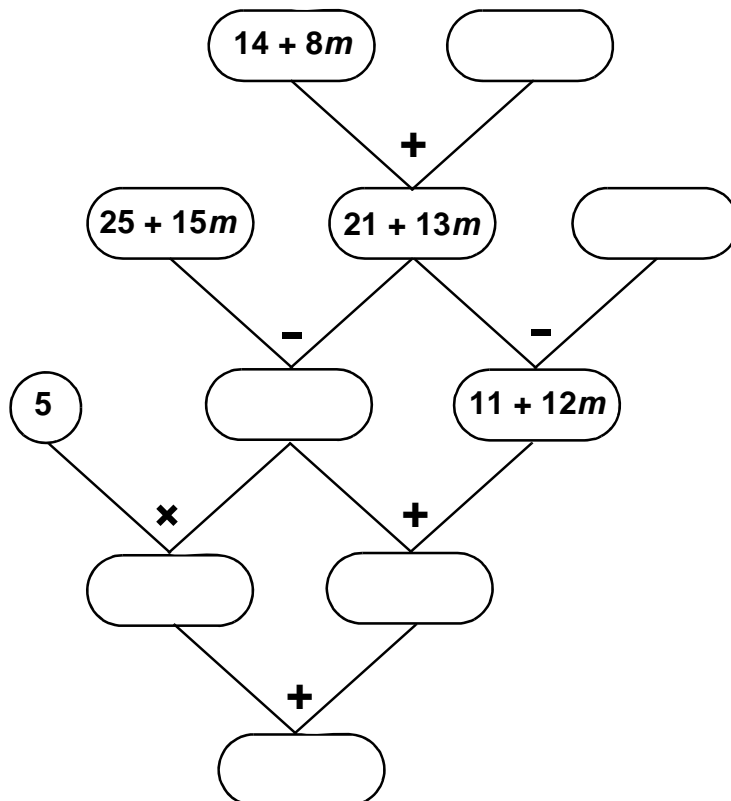 14 + 8m
+
25 + 15m
21 + 13m
–
–
5
11 + 12m
×
+
+